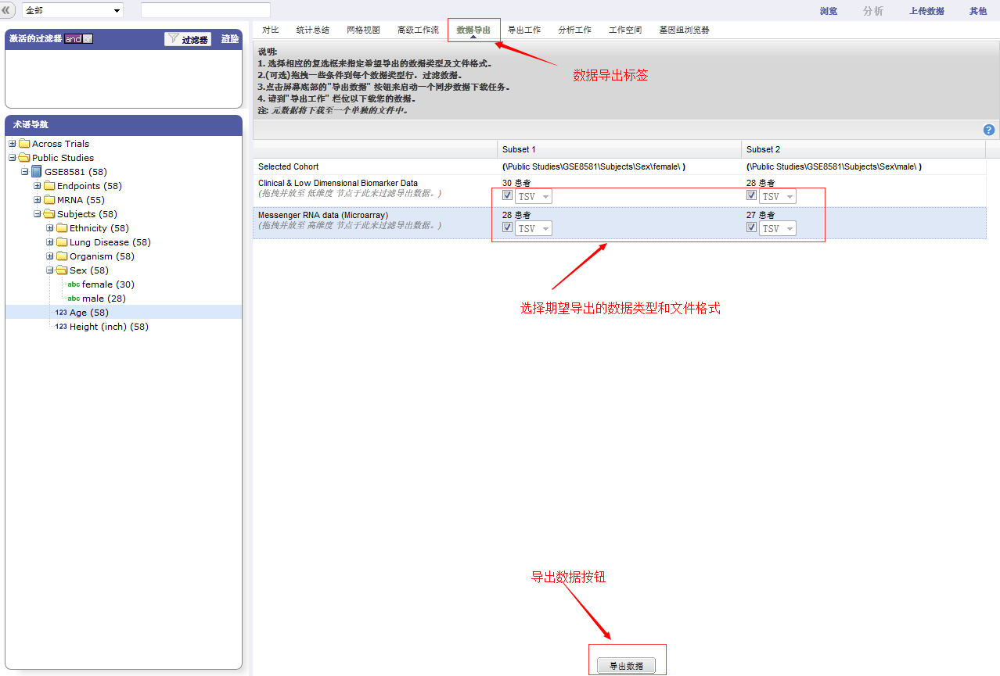 全部
浏览
分析
上传数据
其他
激活的过滤器 and or
过滤器
清除
术语导航
Across Trials
Public Studies
GSE8581 (58)
Endpoints (58)
MRNA (55)
Subjects (58)
Ethnicity (58)
Lung Disease (58)
Organism (58)
Sex (58)
abc female (30)
abc male (28)
123 Age (58)
123 Height (inch) (58)
对比
统计总结
网格视图
高级工作流
数据导出
导出工作
分析工作
工作空间
基因组浏览器
说明:
1. 选择相应的复选框来指定希望导出的数据类型及文件格式。
2.(可选)拖拽一些条件到每个数据类型行，过滤数据。
3.点击屏幕底部的"导出数据" 按钮来启动一个同步数据下载任务。
4. 请到"导出工作" 栏位以下载您的数据。
注: 元数据将下载至一个单独的文件中。
数据导出标签
?
Subset 1
Subset 2
Selected Cohort
(\Public Studies\GSE8581\Subjects\Sex\female\ )
(\Public Studies\GSE8581\Subjects\Sex\male\ )
Clinical & Low Dimensional Biomarker Data
(拖拽并放至 低维度 节点于此来过滤导出数据。)
30 患者
TSV
28 患者
TSV
Messenger RNA data (Microarray)
(拖拽并放至 高维度 节点于此来过滤导出数据。)
28 患者
TSV
27 患者
TSV
选择期望导出的数据类型和文件格式
导出数据按钮
导出数据